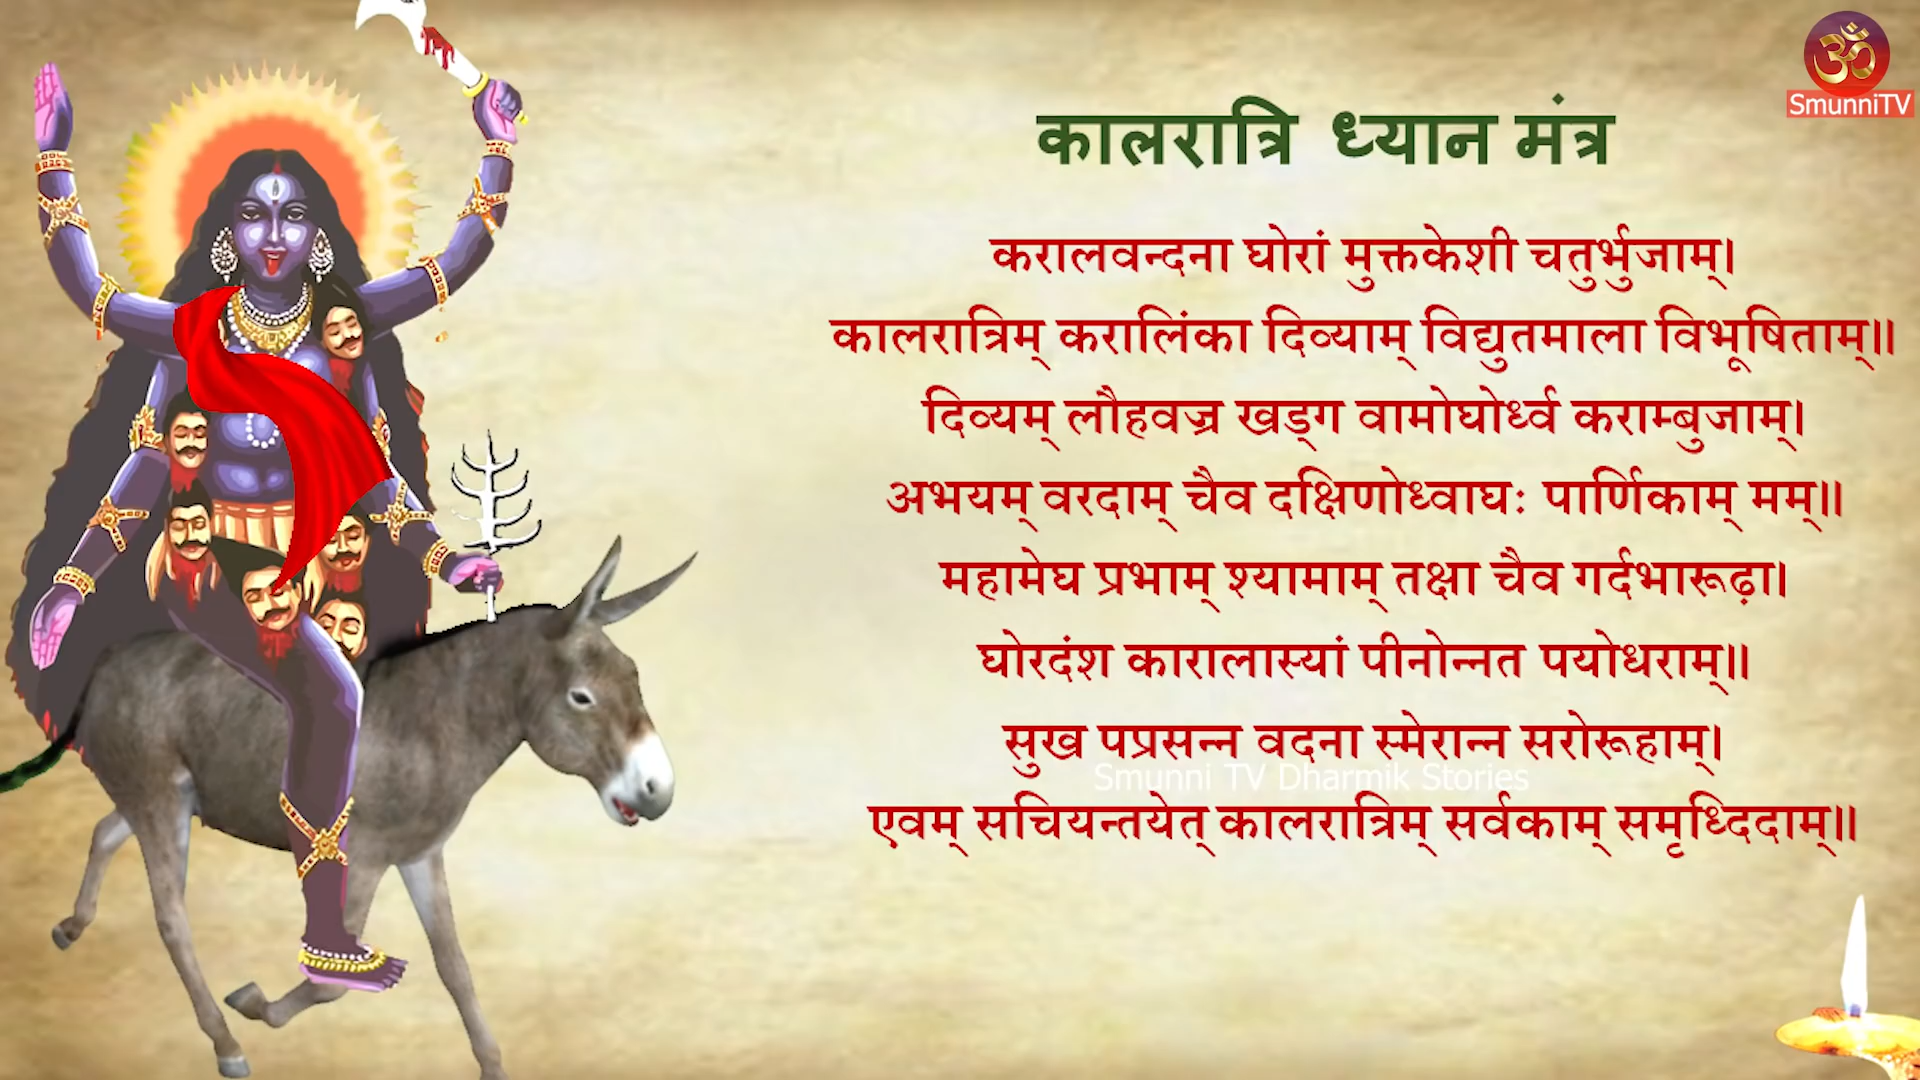 ॐ
SmunniTV
कालरात्रि ध्यान मंत्र
करालवन्दना घोरां मुक्तकेशी चतुर्भुजाम्।
कालरात्रिम् करालिंका दिव्याम् विद्युतमाला विभूषिताम्॥
दिव्यम् लौहवज्र खड्ग वामोघोर्ध्व कराम्बुजाम्।
अभयम् वरदाम् चैव दक्षिणोध्वाघः पार्णिकाम् मम्॥
महामेघ प्रभाम् श्यामाम् तक्षा चैव गर्दभारूढ़ा।
घोरदंश कारालास्यां पीनोन्नत पयोधराम्॥
सुख पप्रसन्न वदना स्मेरान्न सरोरूहाम्।
Smunni TV Dharmik Stories
एवम् सचियन्तयेत् कालरात्रिम् सर्वकाम् समृध्दिदाम्॥